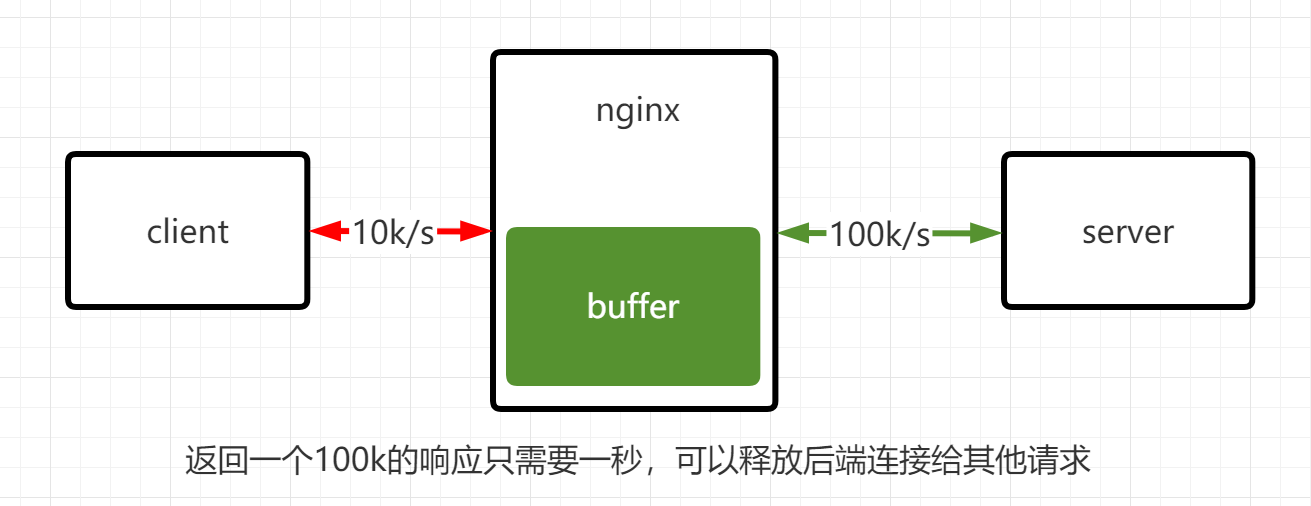 nginx
client
10k/s
100k/s
server
buffer
返回一个100k的响应只需要一秒，可以释放后端连接给其他请求